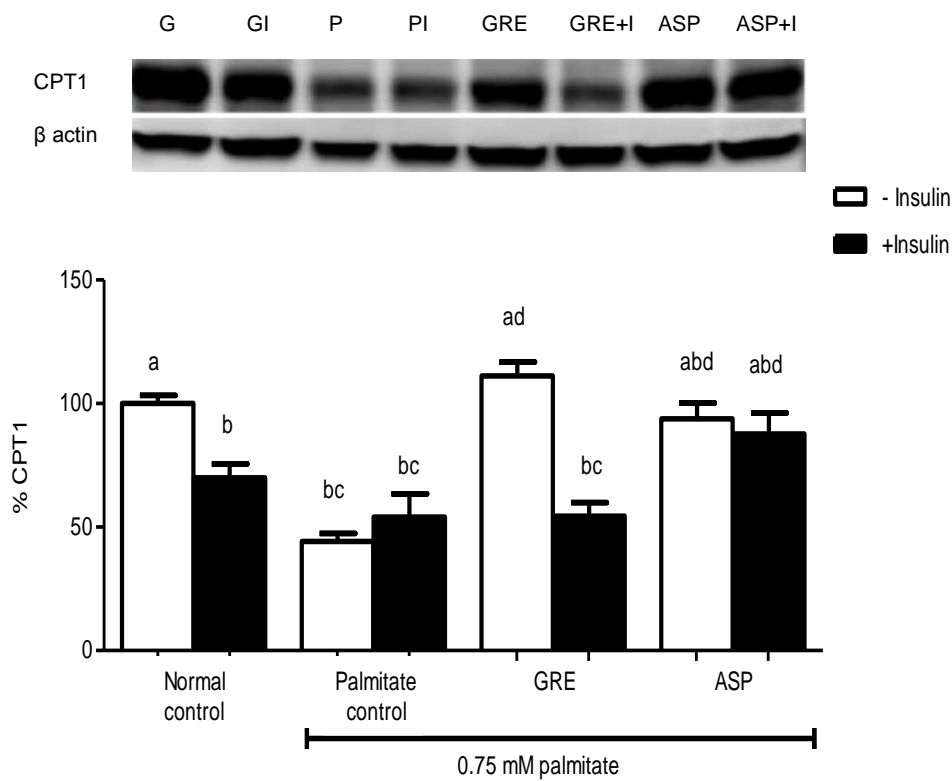 G GI P PI GRE GRE+I ASP ASP+I
CPT1
β actin
- Insulin
+Insulin
150
100
50
0
% CPT1
a
b
bc
bc
ad
bc
abd
abd
Normal
control
Palmitate
control
GRE
ASP
0.75 mM palmitate